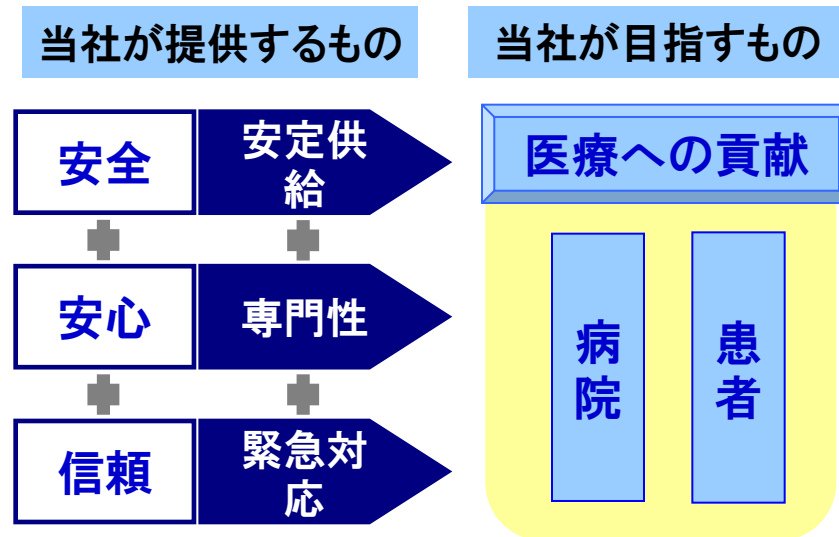 当社が提供するもの
当社が目指すもの
安全
安定供
給
医療への貢献
安心
専門性
信頼
緊急対
応
病院
患者